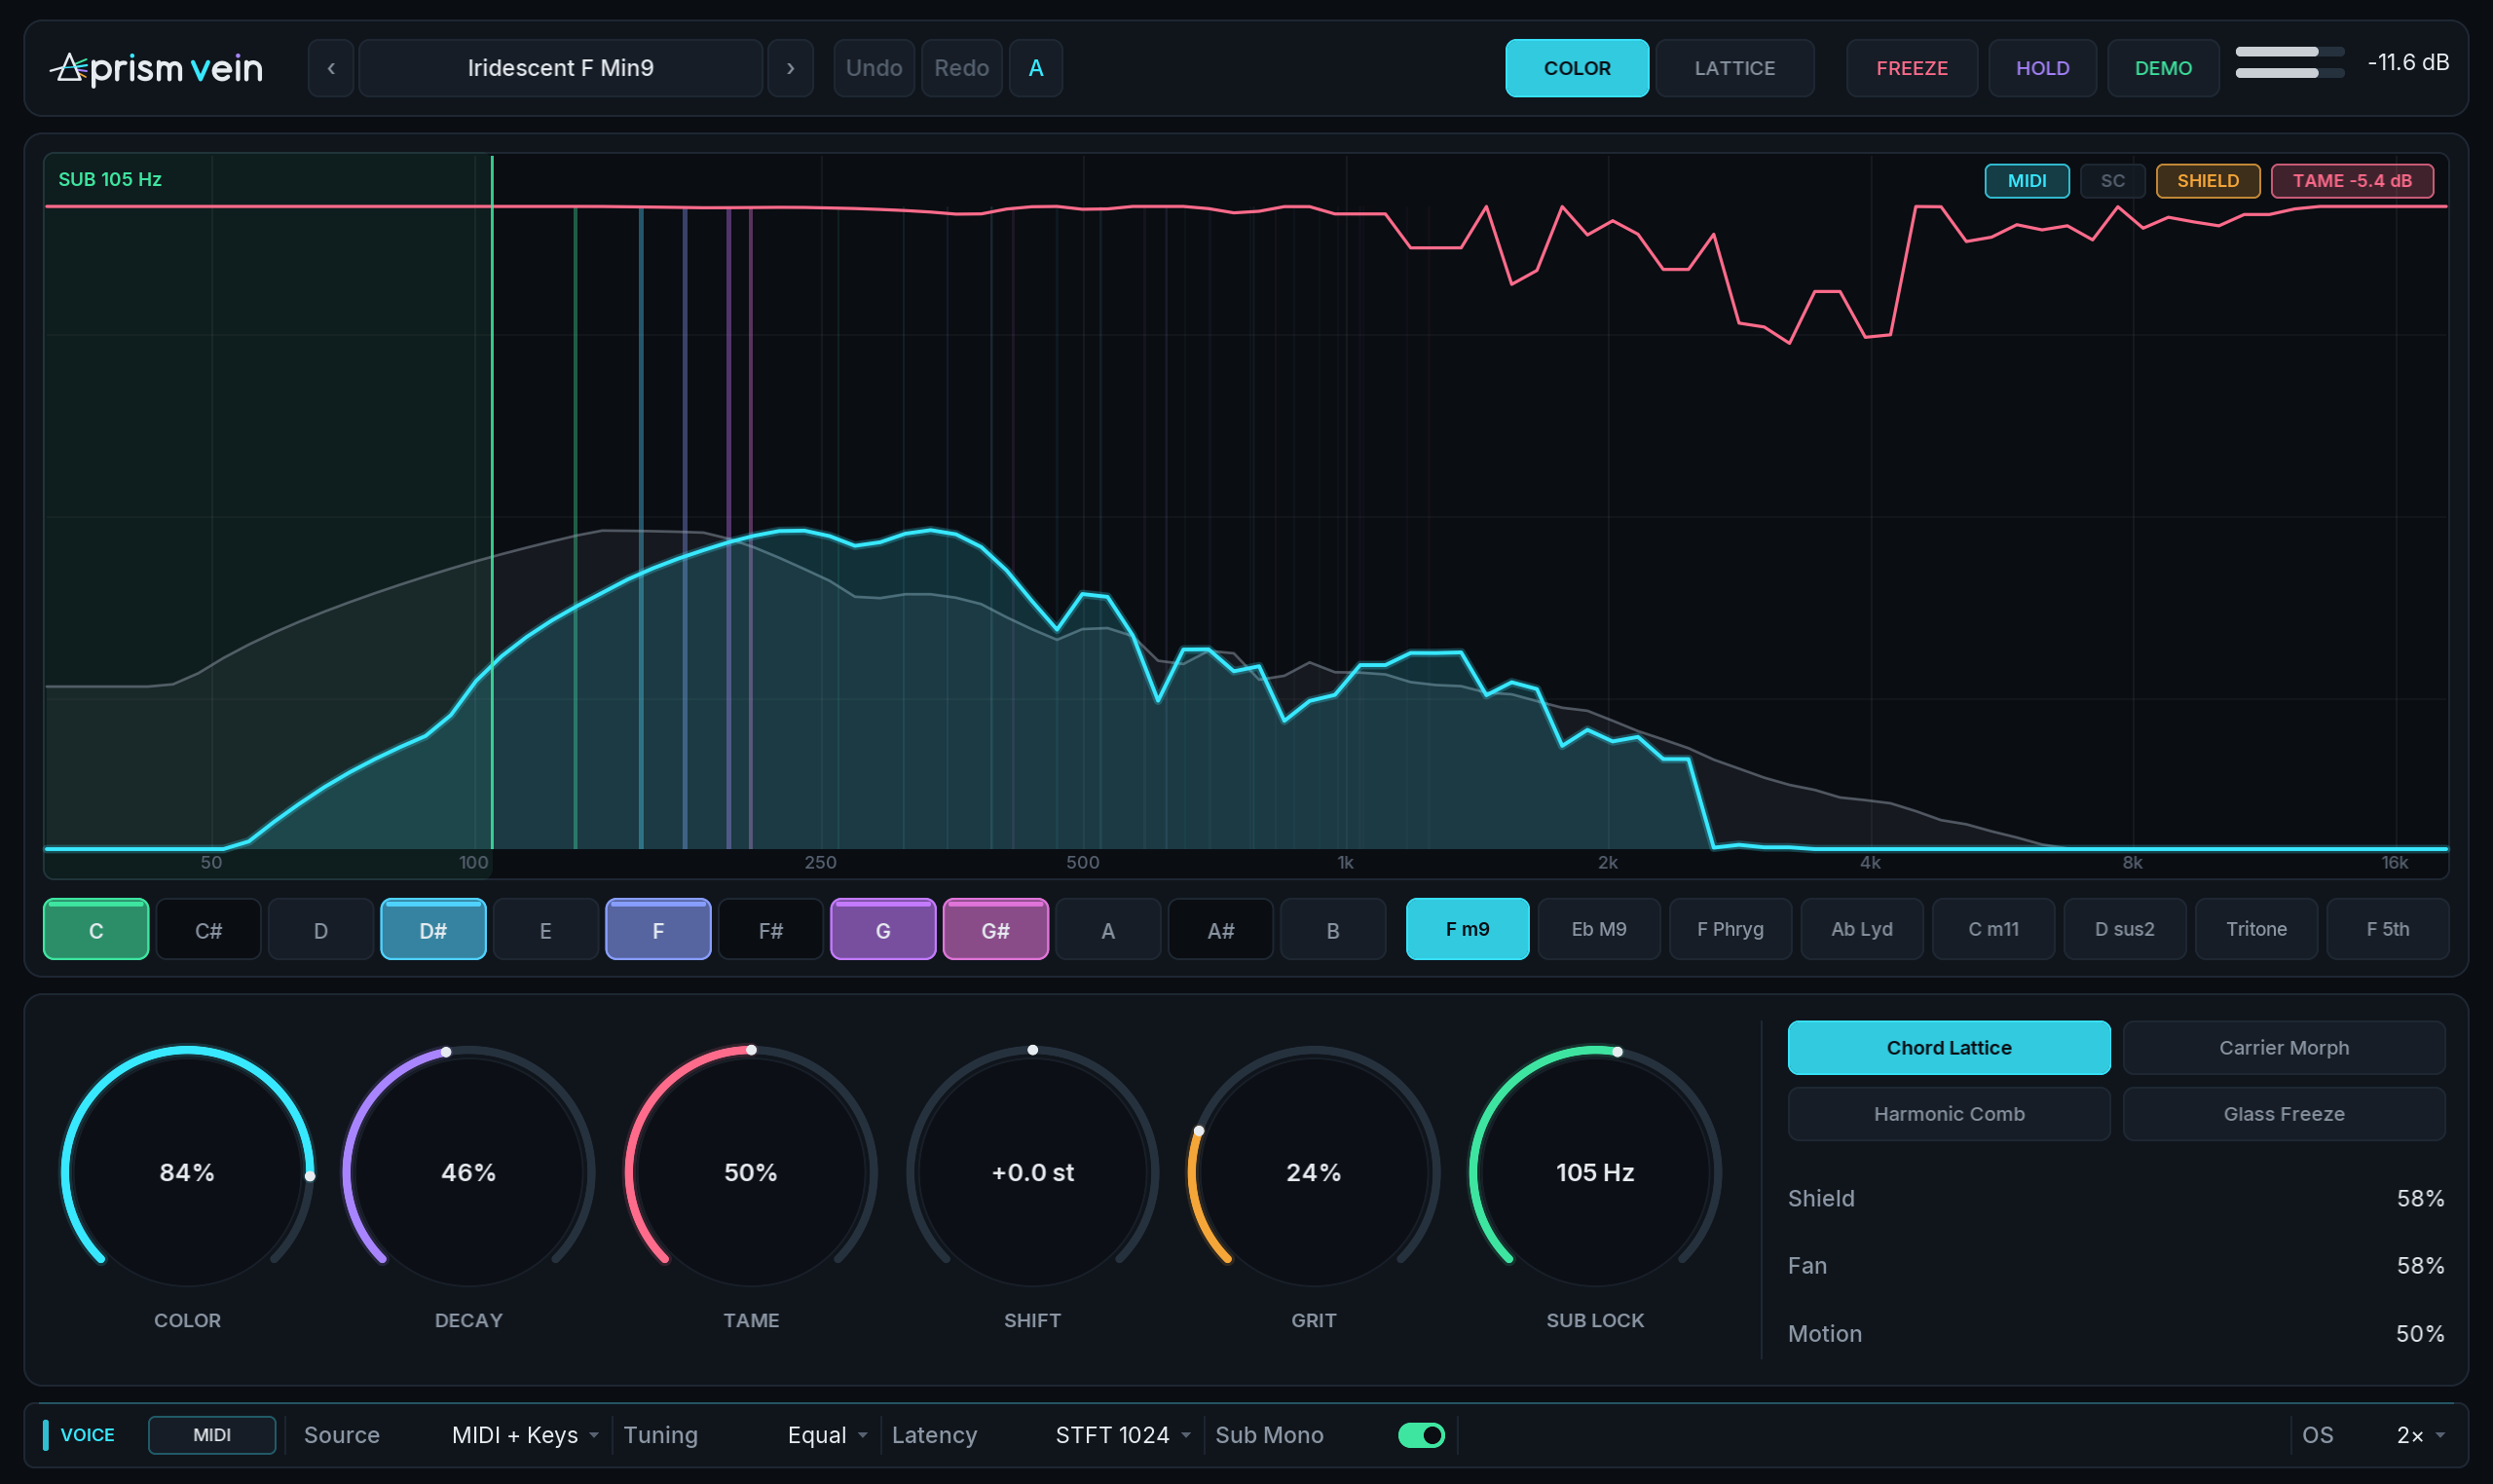 prism vein
‹ Iridescent F Min9 › Undo Redo A COLOR LATTICE FREEZE HOLD DEMO -11.6 dB
SUB 105 Hz MIDI SC SHIELD TAME -5.4 dB
50 100 250 500 1k 2k 4k 8k 16k
C C# D D# E F F# G G# A A# B F m9 Eb M9 F Phryg Ab Lyd C m11 D sus2 Tritone F 5th
84% 46% 50% +0.0 st 24% 105 Hz
COLOR DECAY TAME SHIFT GRIT SUB LOCK
Chord Lattice Carrier Morph
Harmonic Comb Glass Freeze
Shield 58%
Fan 58%
Motion 50%
VOICE MIDI Source MIDI + Keys Tuning Equal Latency STFT 1024 Sub Mono OS 2×